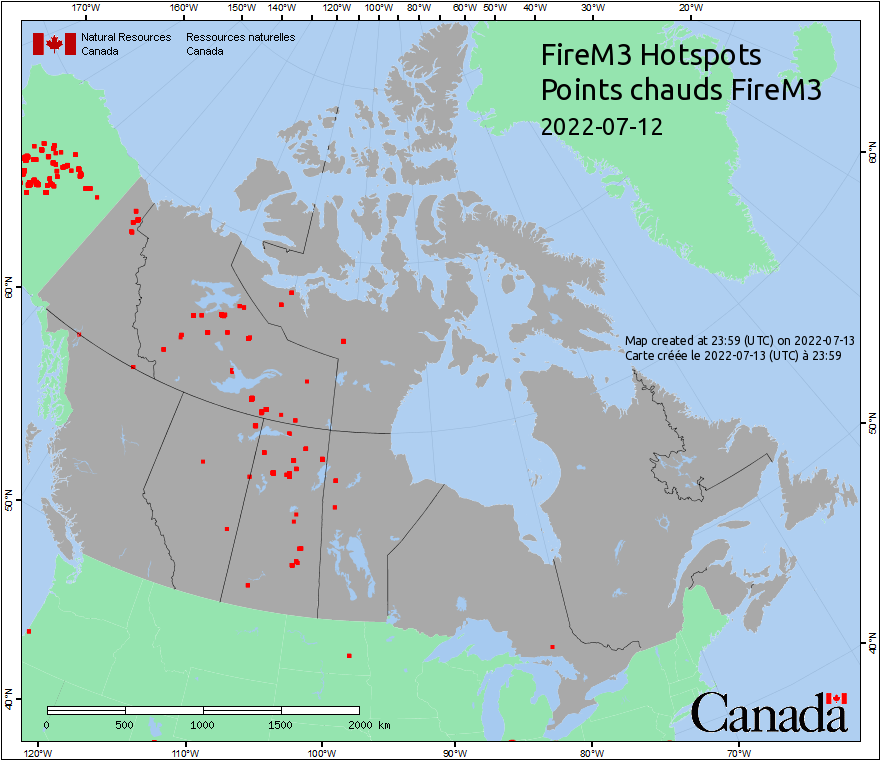 170°W 160°W 150°W 140°W 130°W 120°W 110°W 100°W 90°W 80°W 60°W 50°W 40°W 30°W 20°W
Natural Resources Canada
Ressources naturelles Canada
FireM3 Hotspots
Points chauds FireM3
2022-07-12
60°N
60°N
Map created at 23:59 (UTC) on 2022-07-13
Carte créée le 2022-07-13 (UTC) à 23:59
50°N
50°N
40°N
40°N
Canada
0 500 1000 1500 2000 km
120°W 110°W 100°W 90°W 80°W 70°W